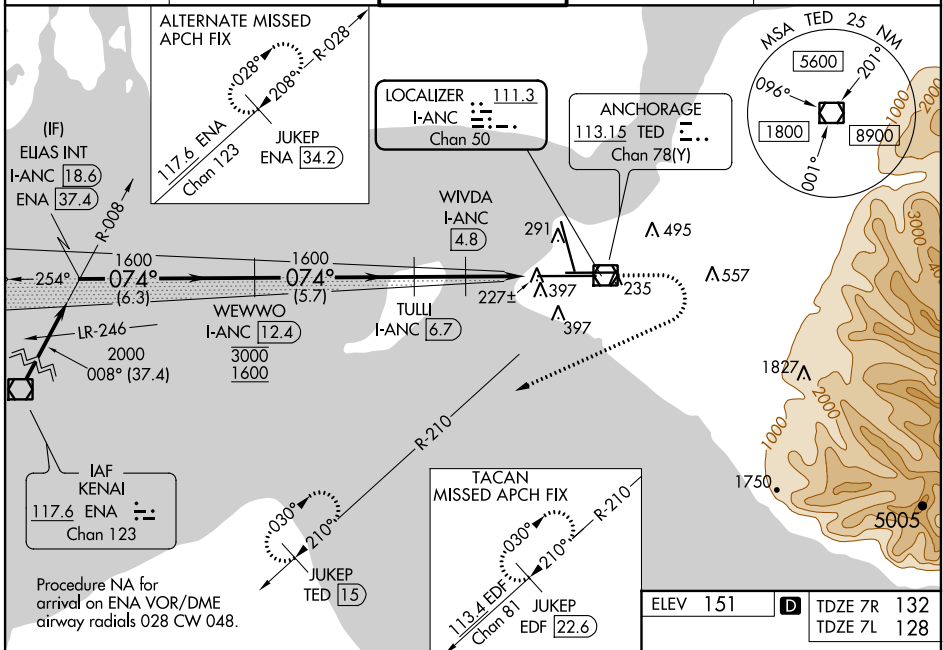 ALTERNATE MISSED
APCH FIX
R-028
028°
208°
117.6 ENA
Chan 123
JUKEP
ENA 34.2
LOCALIZER 111.3
I-ANC
Chan 50
ANCHORAGE
113.15 TED
Chan 78(Y)
MSA TED 25 NM
5600
201°
096°
1800
8900
001°
1000
2000
3000
(IF)
ELIAS INT
I-ANC 18.6
ENA 37.4
R-008
WIVDA
I-ANC
4.8
291
495
254°
1600
074°
(6.3)
1600
074°
(5.7)
227±
397
235
557
397
WEWWO
I-ANC 12.4
3000
1600
TULLI
I-ANC 6.7
LR-246
2000
008° (37.4)
1827
2000
1000
R-210
IAF
KENAI
117.6 ENA
Chan 123
TACAN
MISSED APCH FIX
R-210
030°
210°
113.4 EDF
Chan 81
JUKEP
EDF 22.6
1750
5005
030°
210°
JUKEP
TED 15
Procedure NA for
arrival on ENA VOR/DME
airway radials 028 CW 048.
ELEV 151
D
TDZE 7R 132
TDZE 7L 128